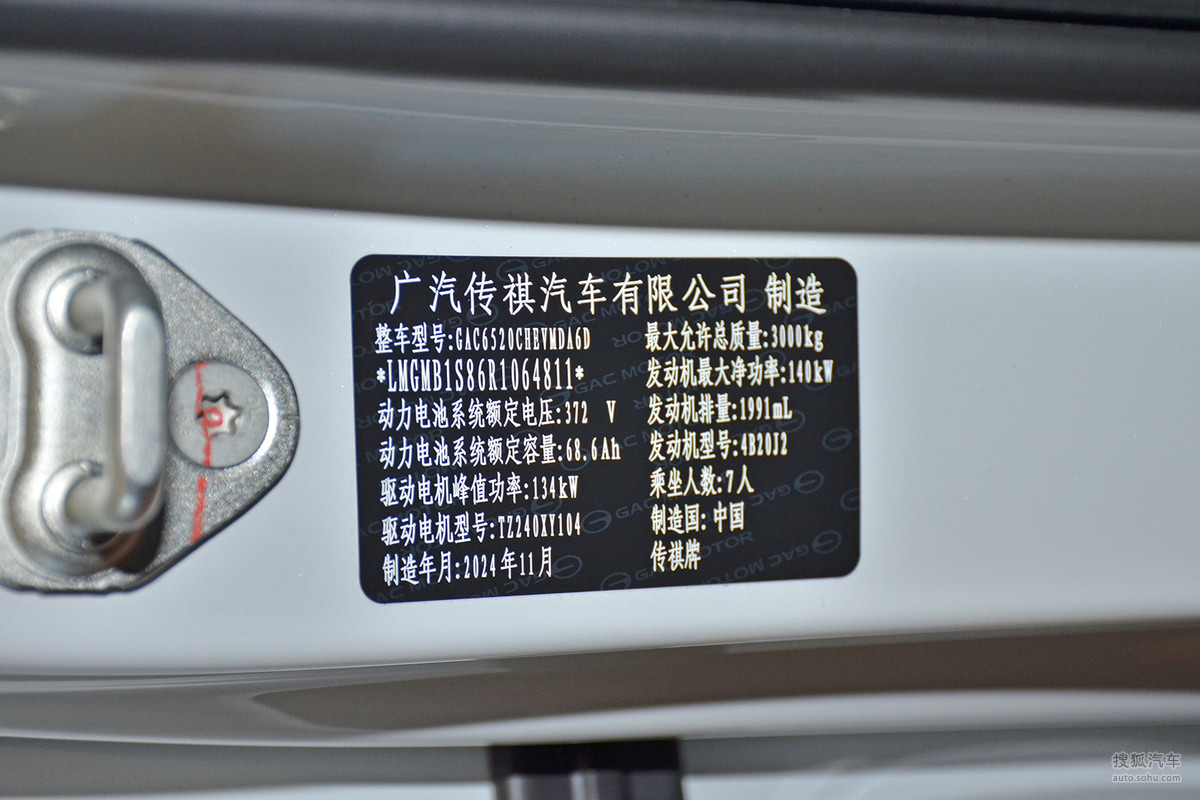 广汽传祺汽车有限公司 制造
整车型号:GAC6520CHEVMDA6D
*LMGMB1S86R1064811*
动力电池系统额定电压:372 V
动力电池系统额定容量:68.6Ah
驱动电机峰值功率:134kW
驱动电机型号:TZ240XY104
制造年月:2024年11月
最大允许总质量:3000kg
发动机最大净功率:140kW
发动机排量:1991mL
发动机型号:4B20J2
乘坐人数:7人
制造国:中国
传祺牌
GAC MOTOR
搜狐汽车
auto.sohu.com